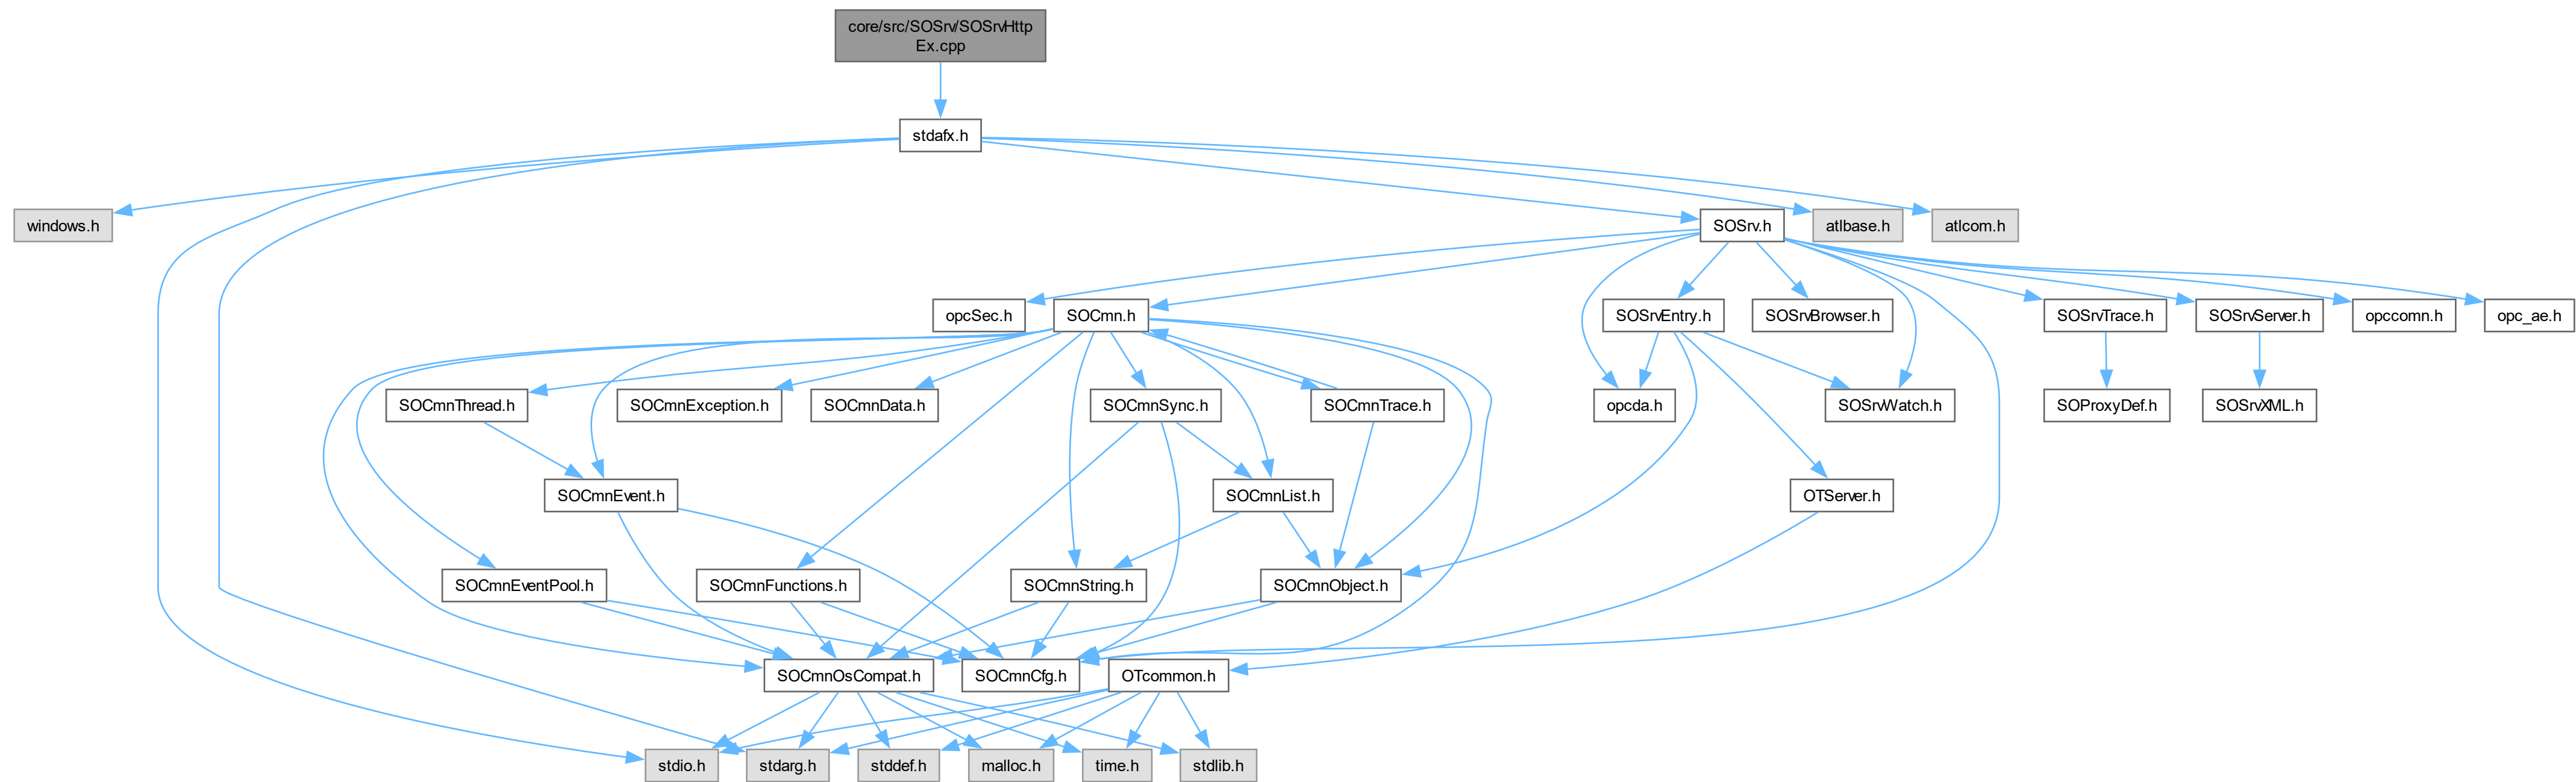 core/src/SOSrv/SOSrvHttp
Ex.cpp
stdafx.h
windows.h
SOSrv.h
atlbase.h
atlcom.h
opcSec.h
SOCmn.h
SOSrvEntry.h
SOSrvBrowser.h
SOSrvTrace.h
SOSrvServer.h
opccomn.h
opc_ae.h
SOCmnThread.h
SOCmnException.h
SOCmnData.h
SOCmnSync.h
SOCmnTrace.h
opcda.h
SOSrvWatch.h
SOProxyDef.h
SOSrvXML.h
SOCmnEvent.h
SOCmnList.h
OTServer.h
SOCmnEventPool.h
SOCmnFunctions.h
SOCmnString.h
SOCmnObject.h
SOCmnOsCompat.h
SOCmnCfg.h
OTcommon.h
stdio.h
stdarg.h
stddef.h
malloc.h
time.h
stdlib.h